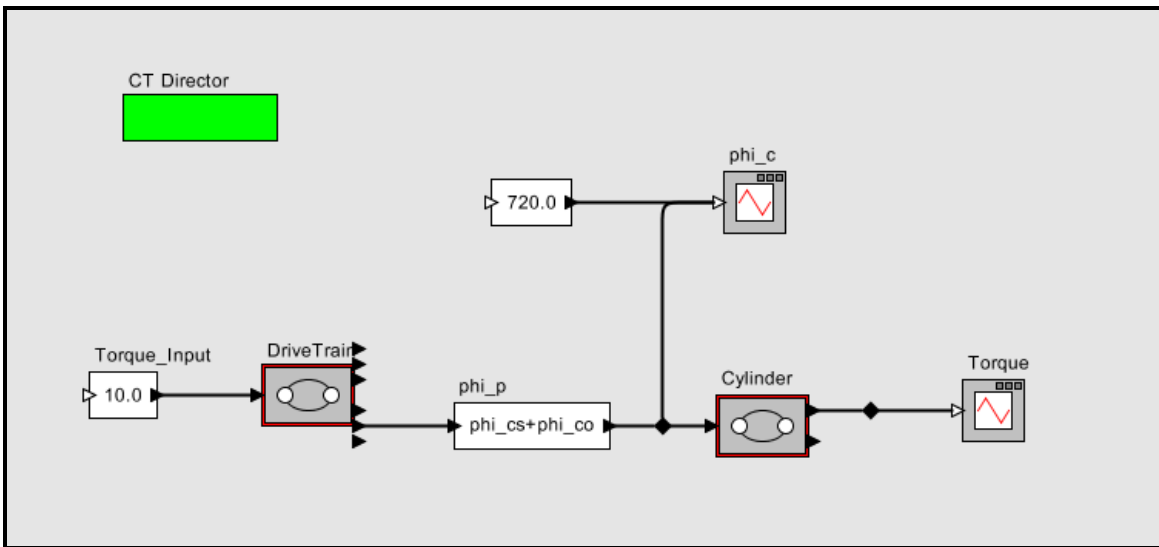 CT Director
phi_c
720.0
Torque_Input
DriveTrain
phi_p
Cylinder
Torque
10.0
phi_cs+phi_co